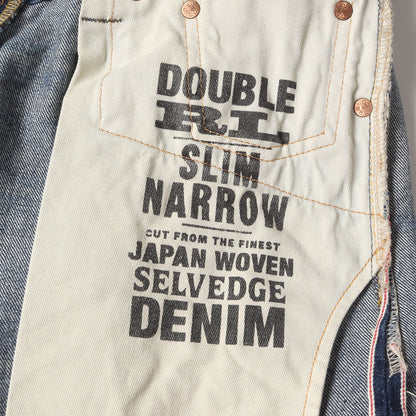 DOUBLE
RL
SLIM
NARROW
CUT FROM THE FINEST
JAPAN WOVEN
SELVEDGE
DENIM